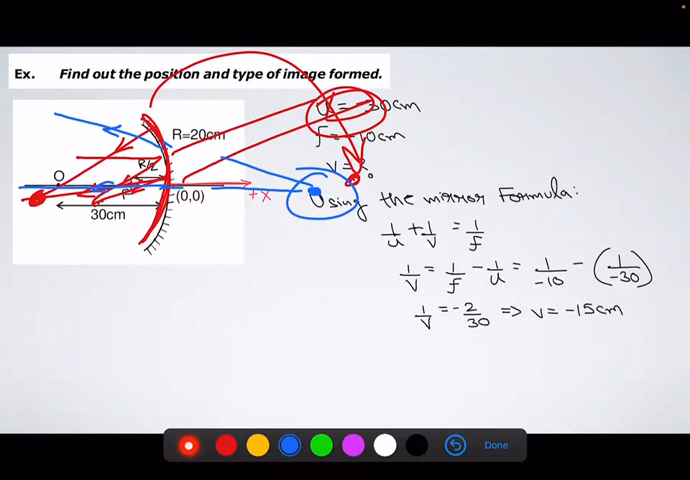 Ex. Find out the position and type of image formed.
R=20cm
R/2
O
F
(0,0)
+x
30cm
u = -30cm
f = -10cm
v = ?
Using the mirror Formula:
1/u + 1/v = 1/f
1/v = 1/f - 1/u = 1/-10 - (1/-30)
1/v = -2/30 => v = -15cm
Done